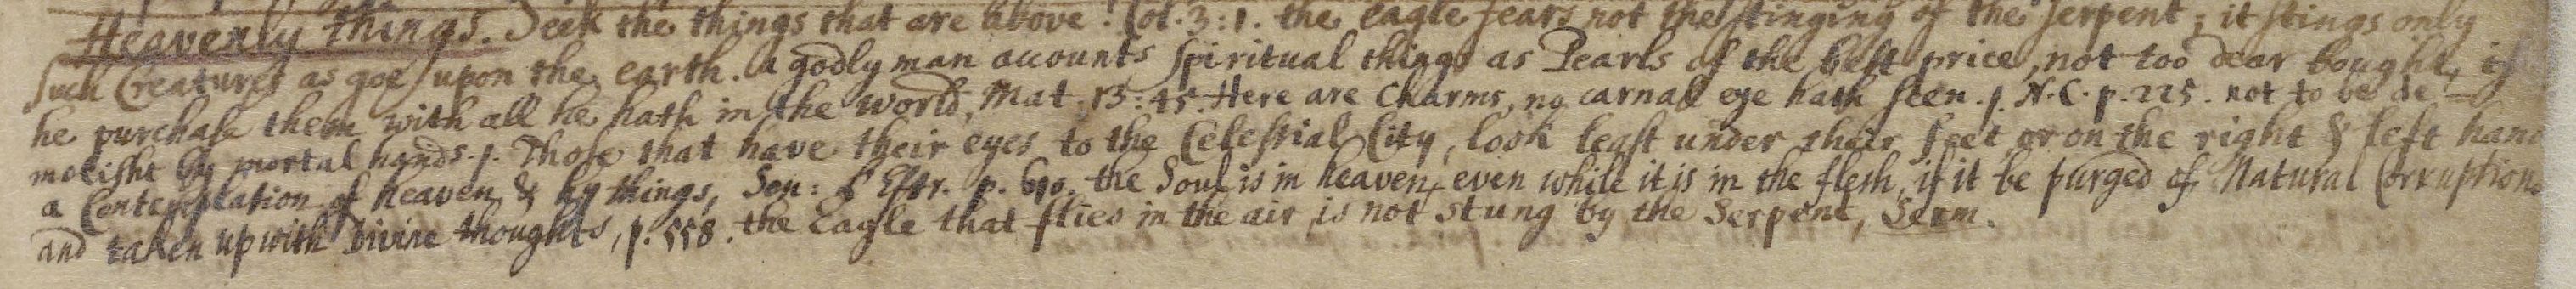 Heavenly things. Seek the things that are above. Col. 3:1. the eagle fears not the stinging of the serpent; it stings only
such Creatures as goe upon the earth. a godly man accounts spiritual things as Pearls of the best price, not too dear bought, if
he purchase them with all he hath in the world, Mat. 13:45. Here are Charms, no carnall eye hath seen. N.C. p. 225. not to be de-
molisht by mortal hands. Those that have their eyes to the Celestial City, look least under their feet, or on the right & left hand
a Contemplation of heaven & hy things, Sen: p. 690. the Soul is in heaven, even while it is in the flesh, if it be purged of Natural Corruptions
and taken up with Divine thoughts, p. 558. the Eagle that flies in the air is not stung by the Serpent, Serm.